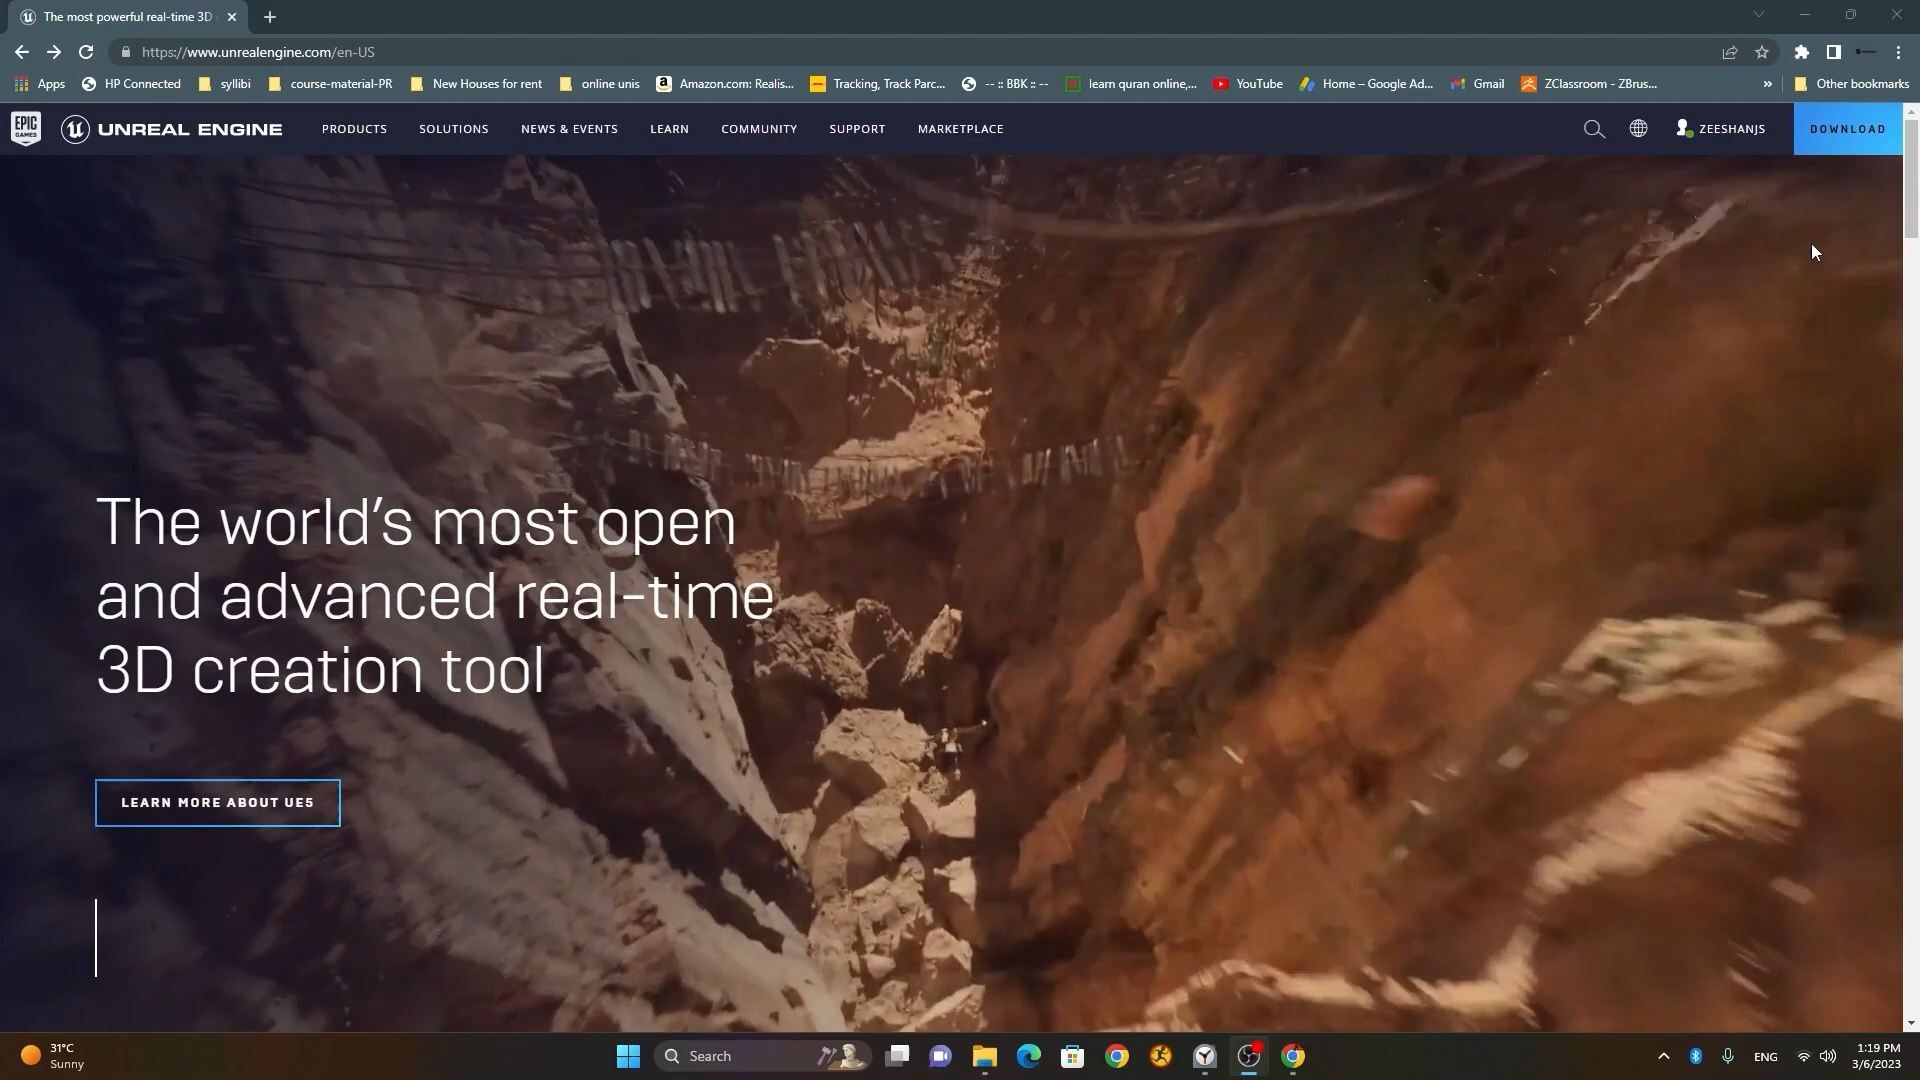 The most powerful real-time 3D
https://www.unrealengine.com/en-US
Apps HP Connected syllibi course-material-PR New Houses for rent online unis Amazon.com: Realis... Tracking, Track Parc... -- :: BBK :: -- learn quran online,... YouTube Home – Google Ad... Gmail ZClassroom - ZBrus... » Other bookmarks
EPIC GAMES UNREAL ENGINE PRODUCTS SOLUTIONS NEWS & EVENTS LEARN COMMUNITY SUPPORT MARKETPLACE ZEESHANJS DOWNLOAD
The world's most open
and advanced real-time
3D creation tool
LEARN MORE ABOUT UE5
31°C
Sunny
Search
ENG
1:19 PM
3/6/2023